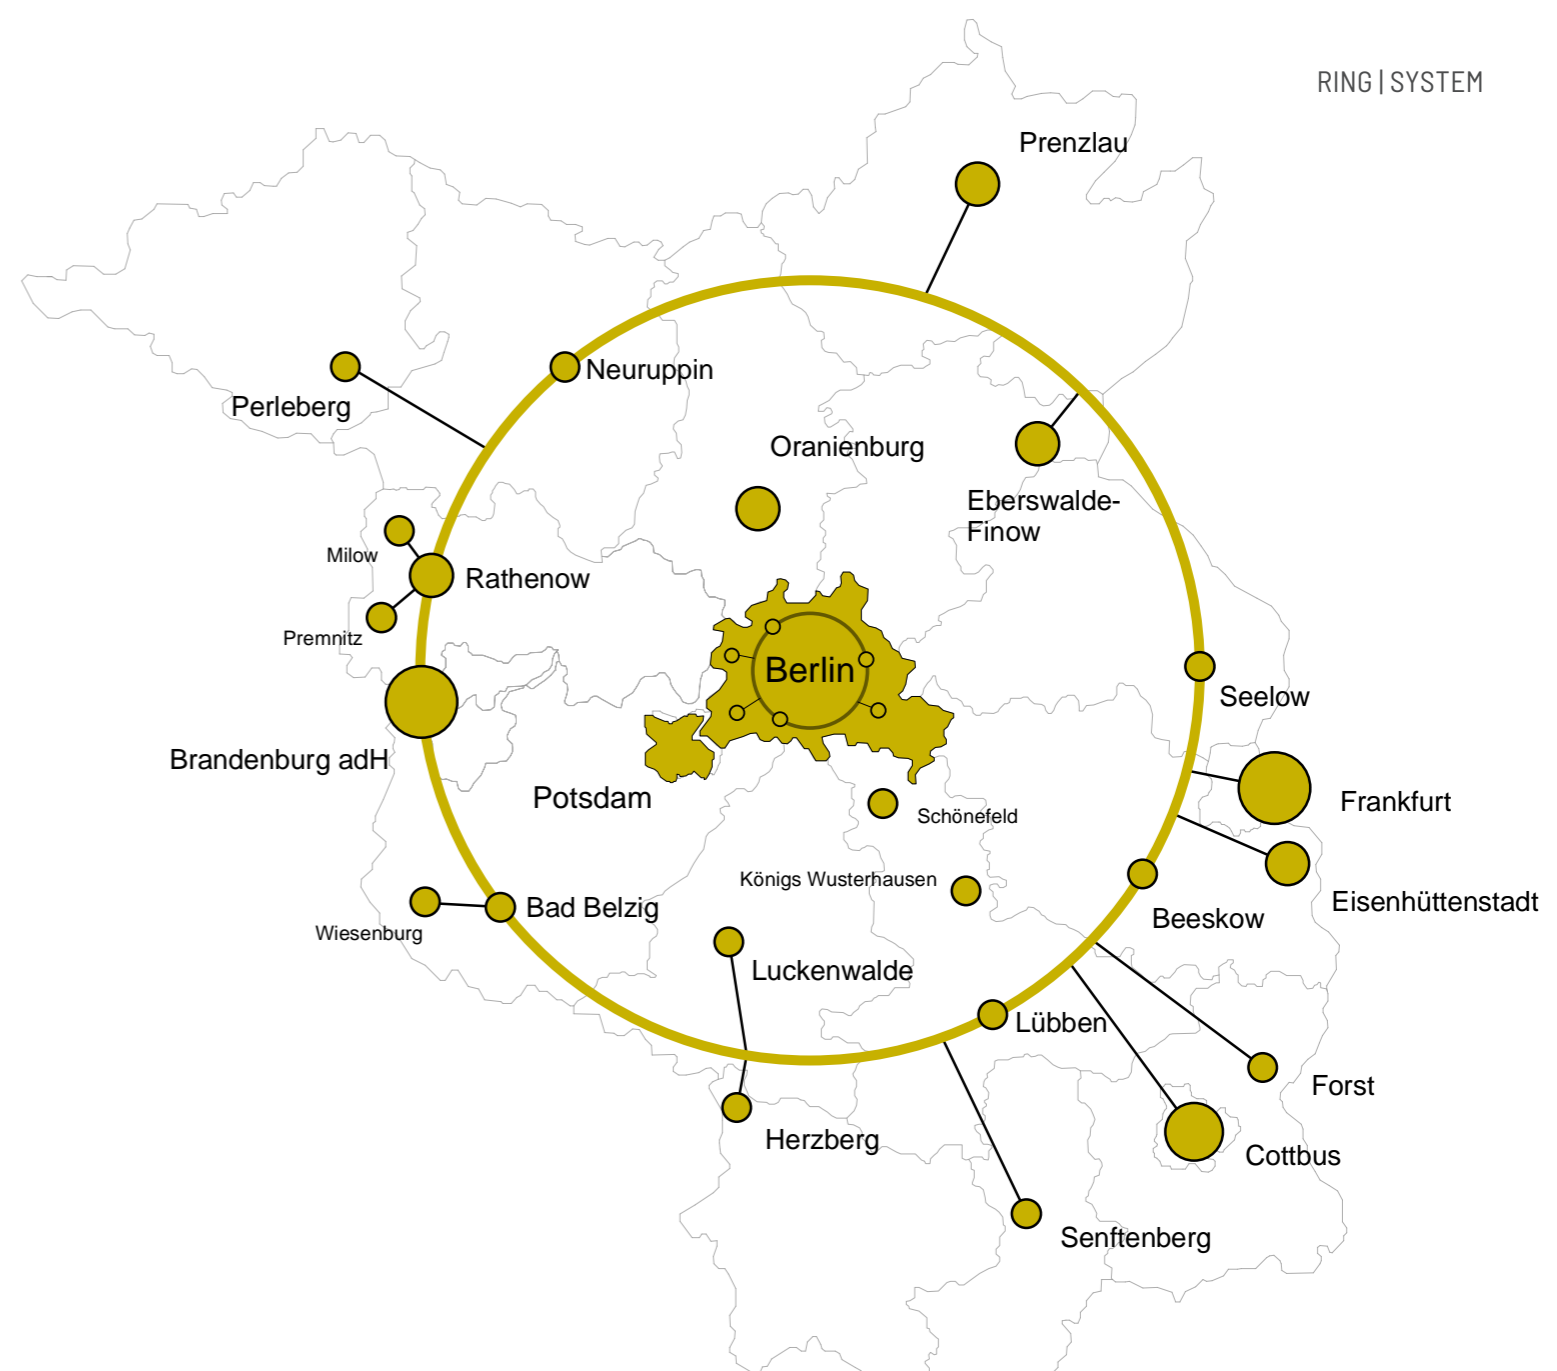 RING | SYSTEM
Prenzlau
Neuruppin
Perleberg
Oranienburg
Eberswalde-
Finow
Milow
Rathenow
Premnitz
Berlin
Seelow
Brandenburg adH
Potsdam
Frankfurt
Schönefeld
Königs Wusterhausen
Eisenhüttenstadt
Bad Belzig
Beeskow
Wiesenburg
Luckenwalde
Lübben
Forst
Herzberg
Cottbus
Senftenberg